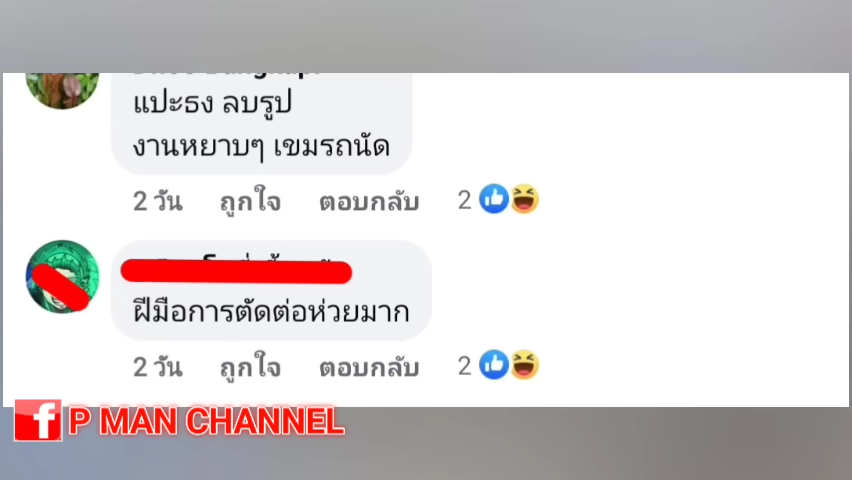 แปะธง ลบรูป
งานหยาบๆ เขมรถนัด
2 วัน ถูกใจ ตอบกลับ 2
ฝีมือการตัดต่อห่วยมาก
2 วัน ถูกใจ ตอบกลับ 2
f P MAN CHANNEL